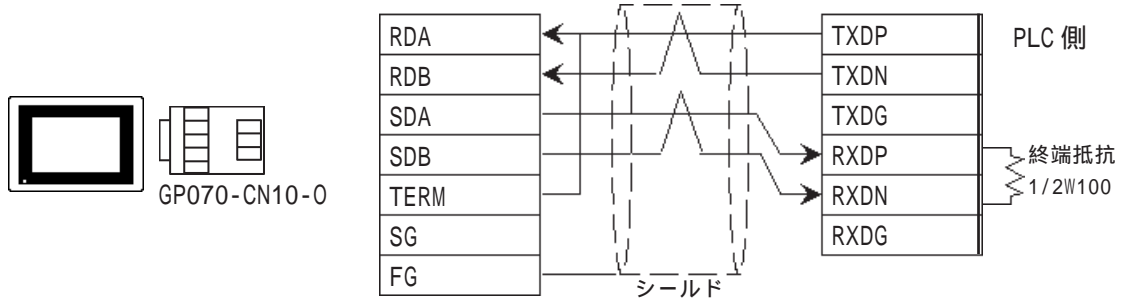 GP070-CN10-O
RDA
RDB
SDA
SDB
TERM
SG
FG
シールド
TXDP
TXDN
TXDG
RXDP
RXDN
RXDG
PLC 側
終端抵抗
1/2W100